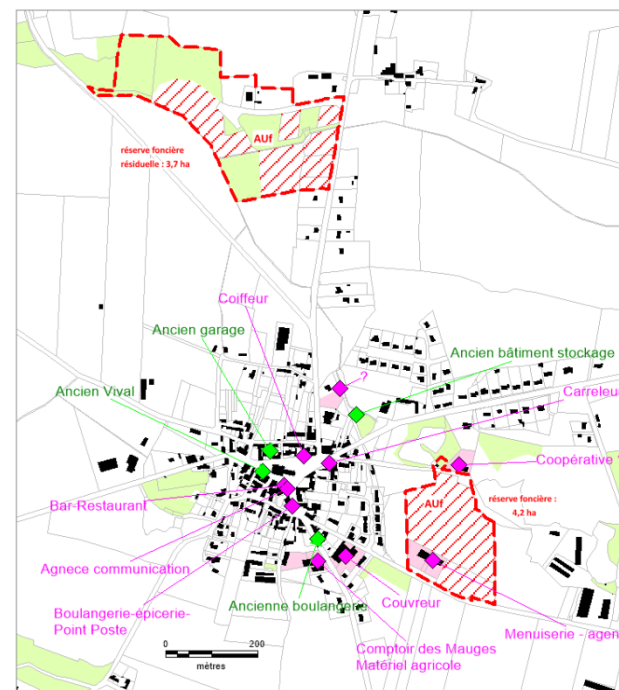 AUf
réserve foncière
résiduelle : 3,7 ha
Coiffeur
Ancien garage
?
Ancien bâtiment stockage
Ancien Vival
Carreleur
Coopérative
Bar-Restaurant
AUf
réserve foncière :
4,2 ha
Agnece communication
Ancienne boulangerie
Couvreur
Boulangerie-épicerie-
Point Poste
Menuiserie - agen
Comptoir des Mauges
Matériel agricole
0
200
mètres